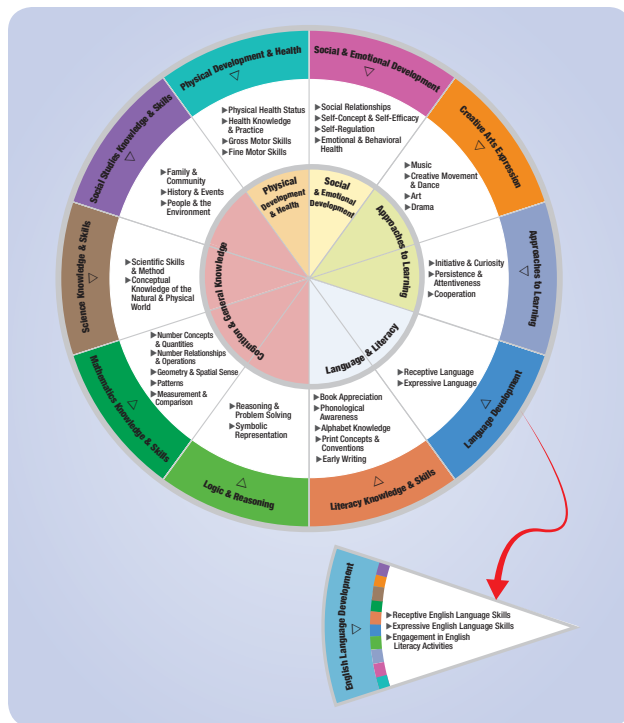 Physical Development & Health
▶Physical Health Status
▶Health Knowledge
& Practice
▶Gross Motor Skills
▶Fine Motor Skills
Social & Emotional Development
▶Social Relationships
▶Self-Concept & Self-Efficacy
▶Self-Regulation
▶Emotional & Behavioral
Health
Creative Arts Expression
▶Music
▶Creative Movement
& Dance
▶Art
▶Drama
Approaches to Learning
▶Initiative & Curiosity
▶Persistence &
Attentiveness
▶Cooperation
Language Development
▶Receptive Language
▶Expressive Language
Literacy Knowledge & Skills
▶Book Appreciation
▶Phonological
Awareness
▶Alphabet Knowledge
▶Print Concepts &
Conventions
▶Early Writing
Logic & Reasoning
▶Reasoning &
Problem Solving
▶Symbolic
Representation
Mathematics Knowledge & Skills
▶Number Concepts
& Quantities
▶Number Relationships
& Operations
▶Geometry & Spatial Sense
▶Patterns
▶Measurement &
Comparison
Science Knowledge & Skills
▶Scientific Skills
& Method
▶Conceptual
Knowledge of the
Natural & Physical
World
Social Studies Knowledge & Skills
▶Family &
Community
▶History & Events
▶People & the
Environment
Physical
Development
& Health
Social
& Emotional
Development
Approaches to Learning
Language & Literacy
Cognition & General Knowledge
English Language Development
▶Receptive English Language Skills
▶Expressive English Language Skills
▶Engagement in English
Literacy Activities